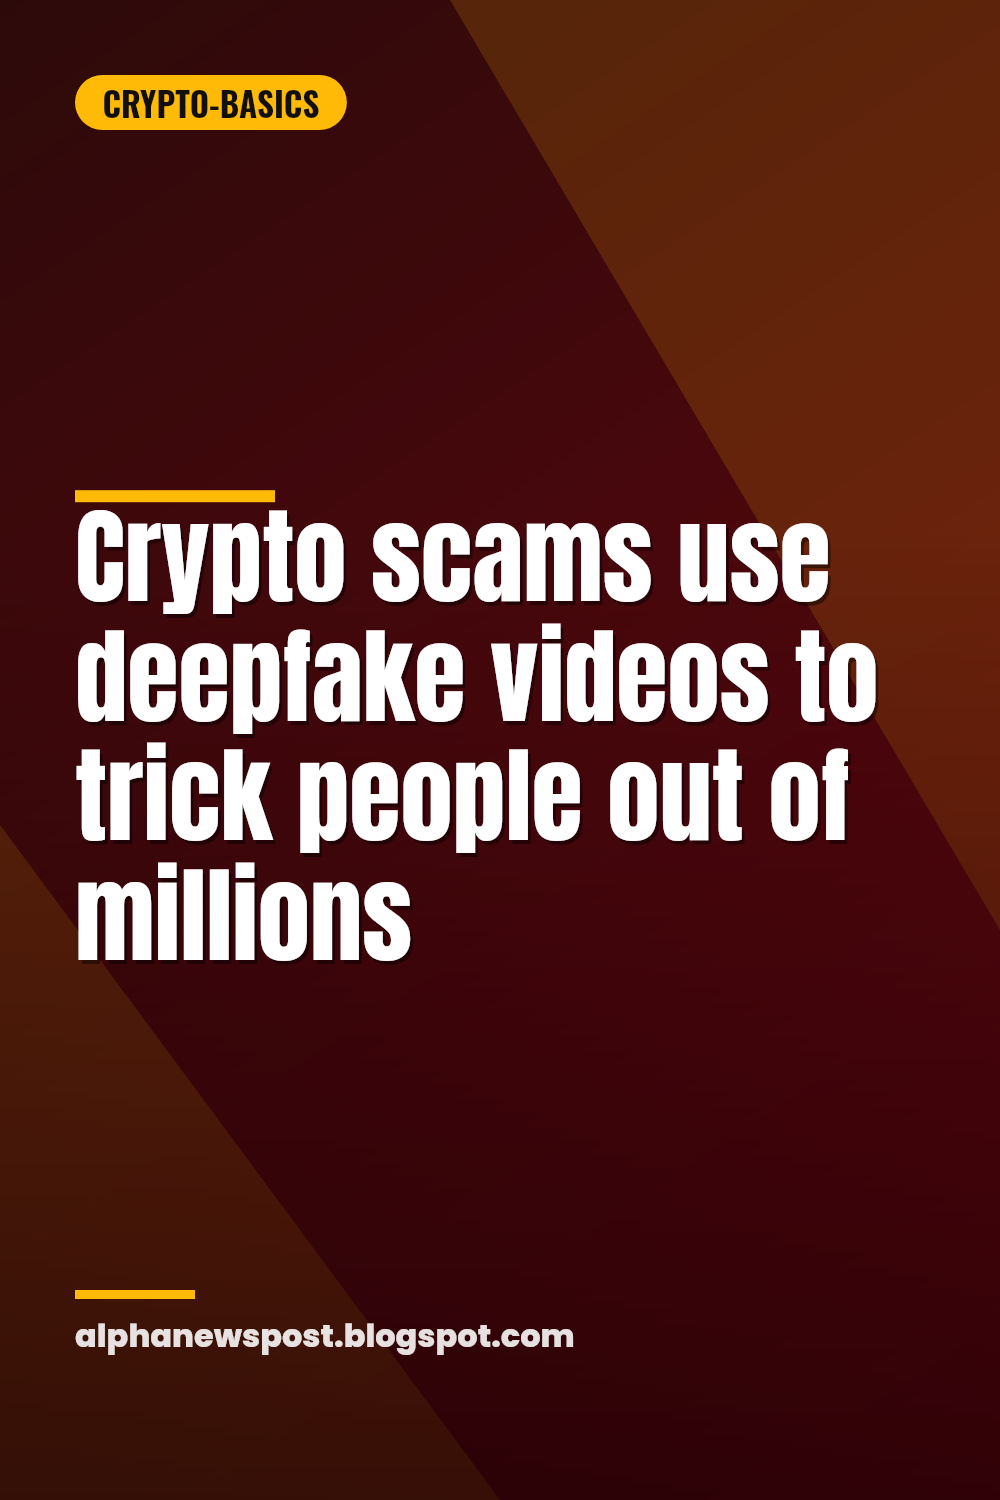 CRYPTO-BASICS
Crypto scams use
deepfake videos to
trick people out of
millions
alphanewspost.blogspot.com